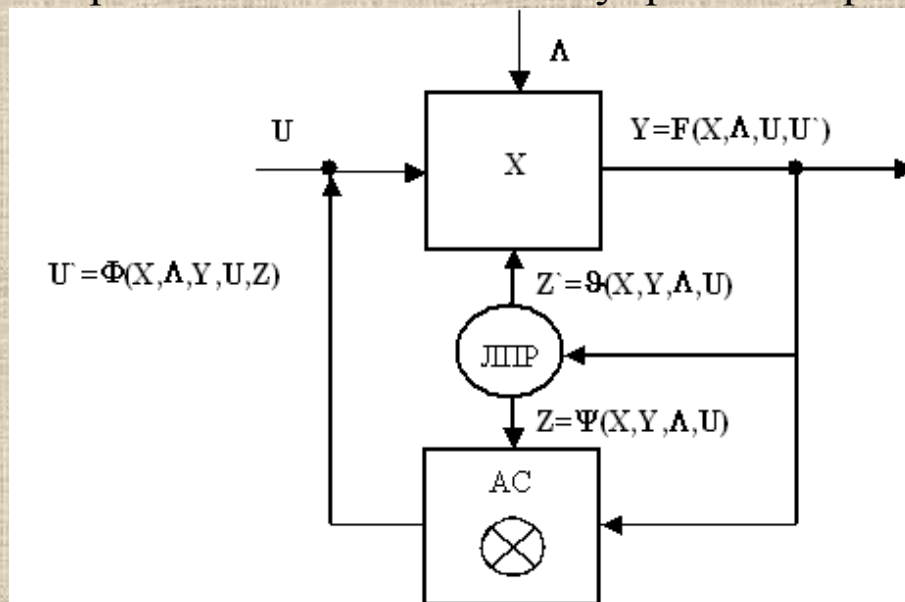 Λ
U
Y=F(X,Λ,U,U`)
X
U`=Φ(X,Λ,Y,U,Z)
Z`=ϑ(X,Y,Λ,U)
ЛПР
Z=Ψ(X,Y,Λ,U)
АС